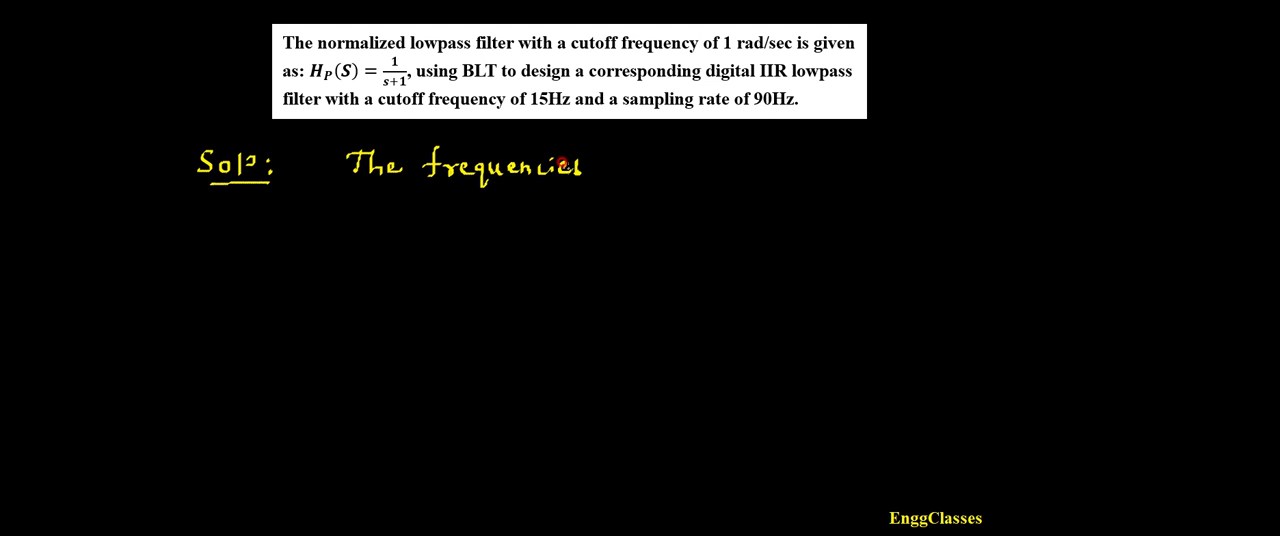 The normalized lowpass filter with a cutoff frequency of 1 rad/sec is given
as: H_P(S) = 1/(s+1), using BLT to design a corresponding digital IIR lowpass
filter with a cutoff frequency of 15Hz and a sampling rate of 90Hz.
Soln: The frequencies
EnggClasses